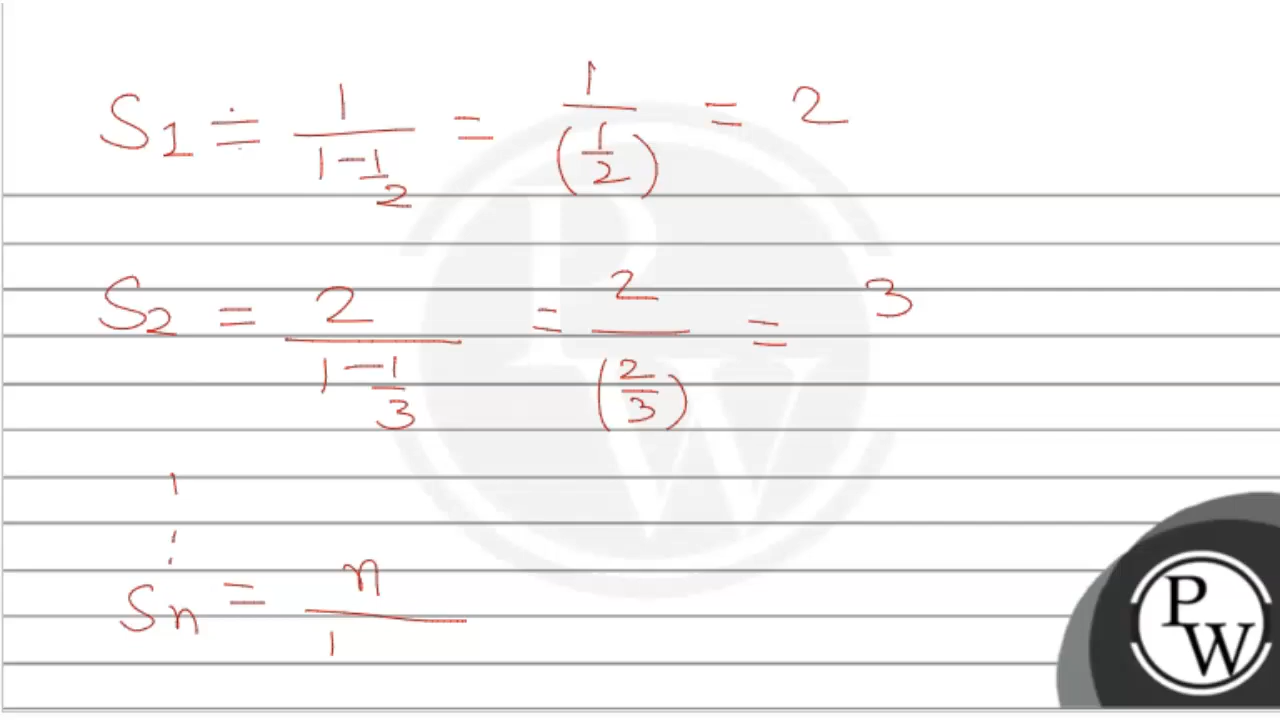 S₁ = 1/(1 - 1/2) = 1/(1/2) = 2
S₂ = 2/(1 - 1/3) = 2/(2/3) = 3
⋮
Sn = n/1
PW
PW